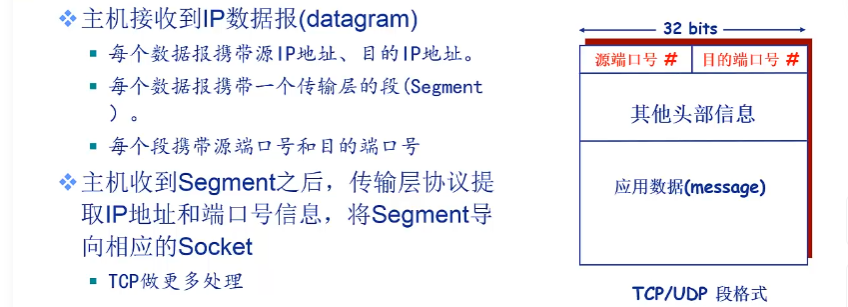 主机接收到IP数据报(datagram)
每个数据报携带源IP地址、目的IP地址。
每个数据报携带一个传输层的段(Segment
)。
每个段携带源端口号和目的端口号
主机收到Segment之后，传输层协议提
取IP地址和端口号信息，将Segment导
向相应的Socket
TCP做更多处理
32 bits
源端口号 # 目的端口号 #
其他头部信息
应用数据(message)
TCP/UDP 段格式